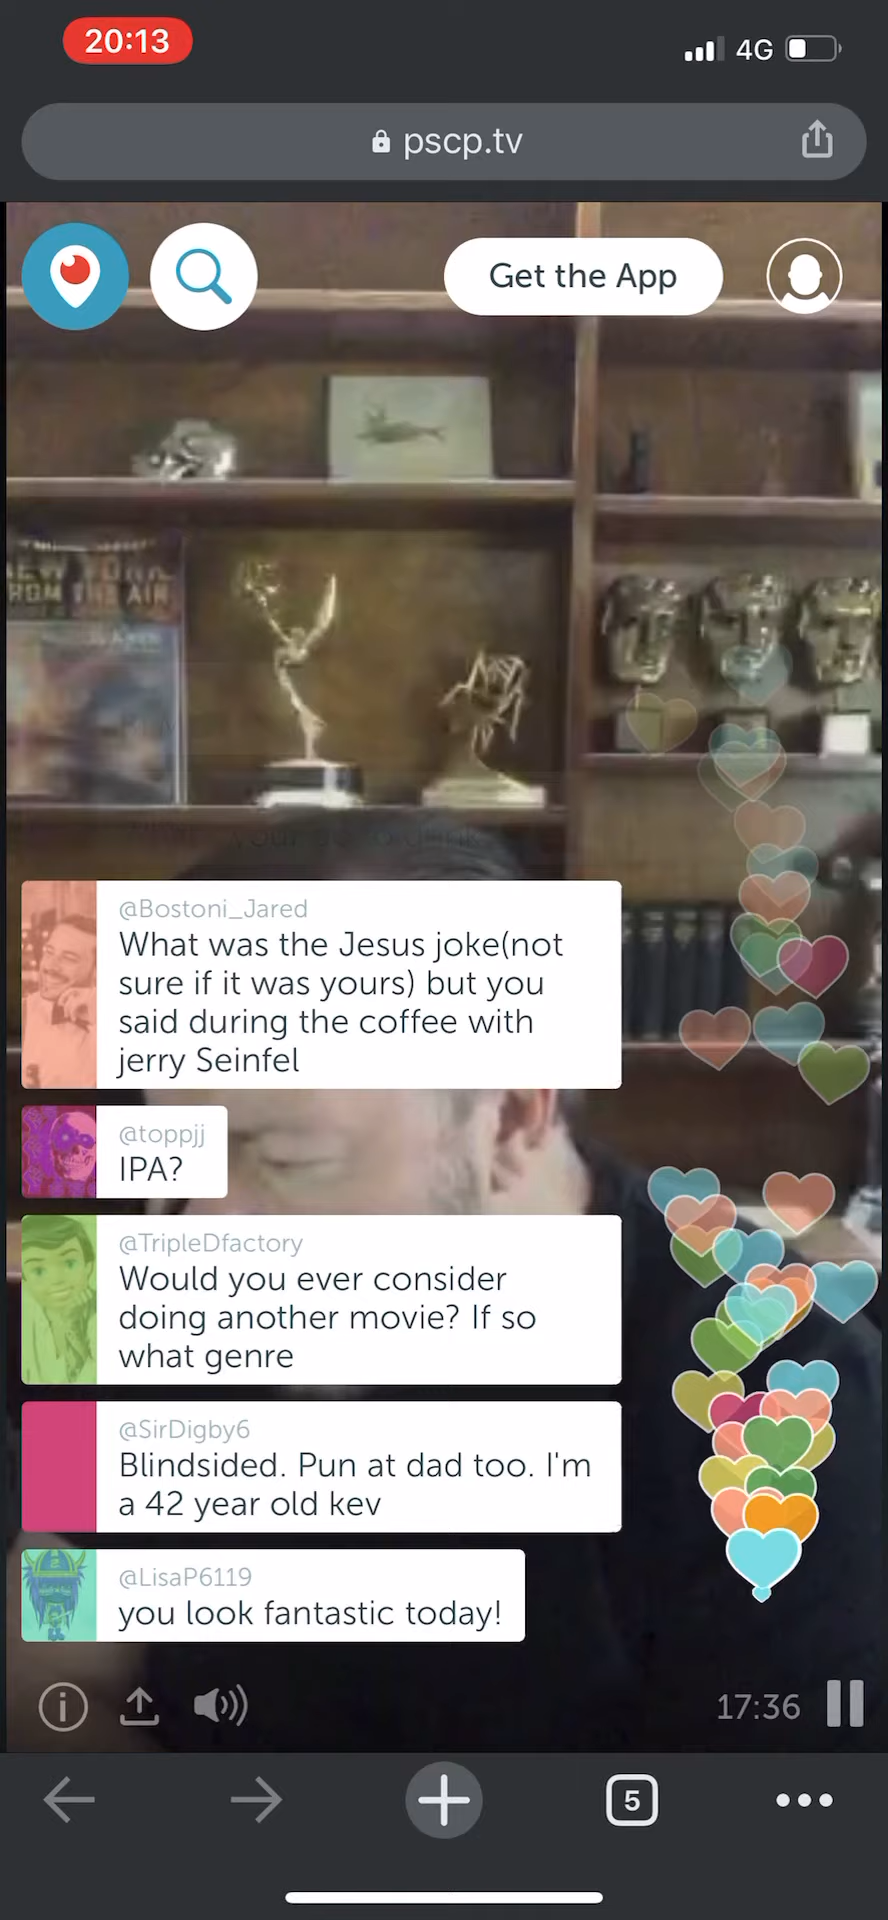 20:13
4G
pscp.tv
Get the App
ROM THE AIR
@Bostoni_Jared
What was the Jesus joke(not
sure if it was yours) but you
said during the coffee with
jerry Seinfel
@toppjj
IPA?
@TripleDfactory
Would you ever consider
doing another movie? If so
what genre
@SirDigby6
Blindsided. Pun at dad too. I'm
a 42 year old kev
@LisaP6119
you look fantastic today!
17:36
5